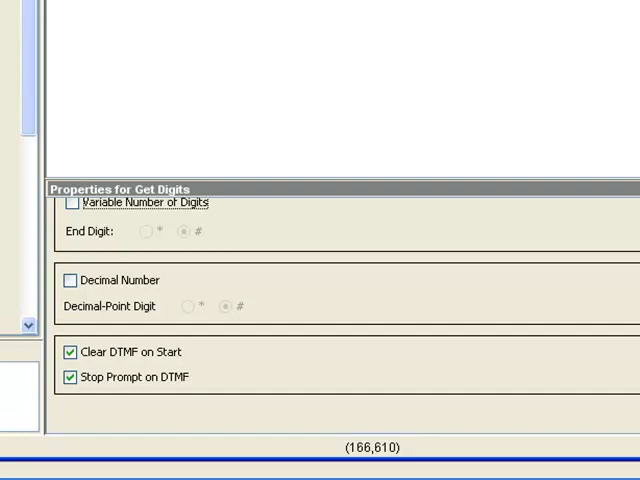 Properties for Get Digits
Variable Number of Digits
End Digit: * #
Decimal Number
Decimal-Point Digit * #
Clear DTMF on Start
Stop Prompt on DTMF
(166,610)